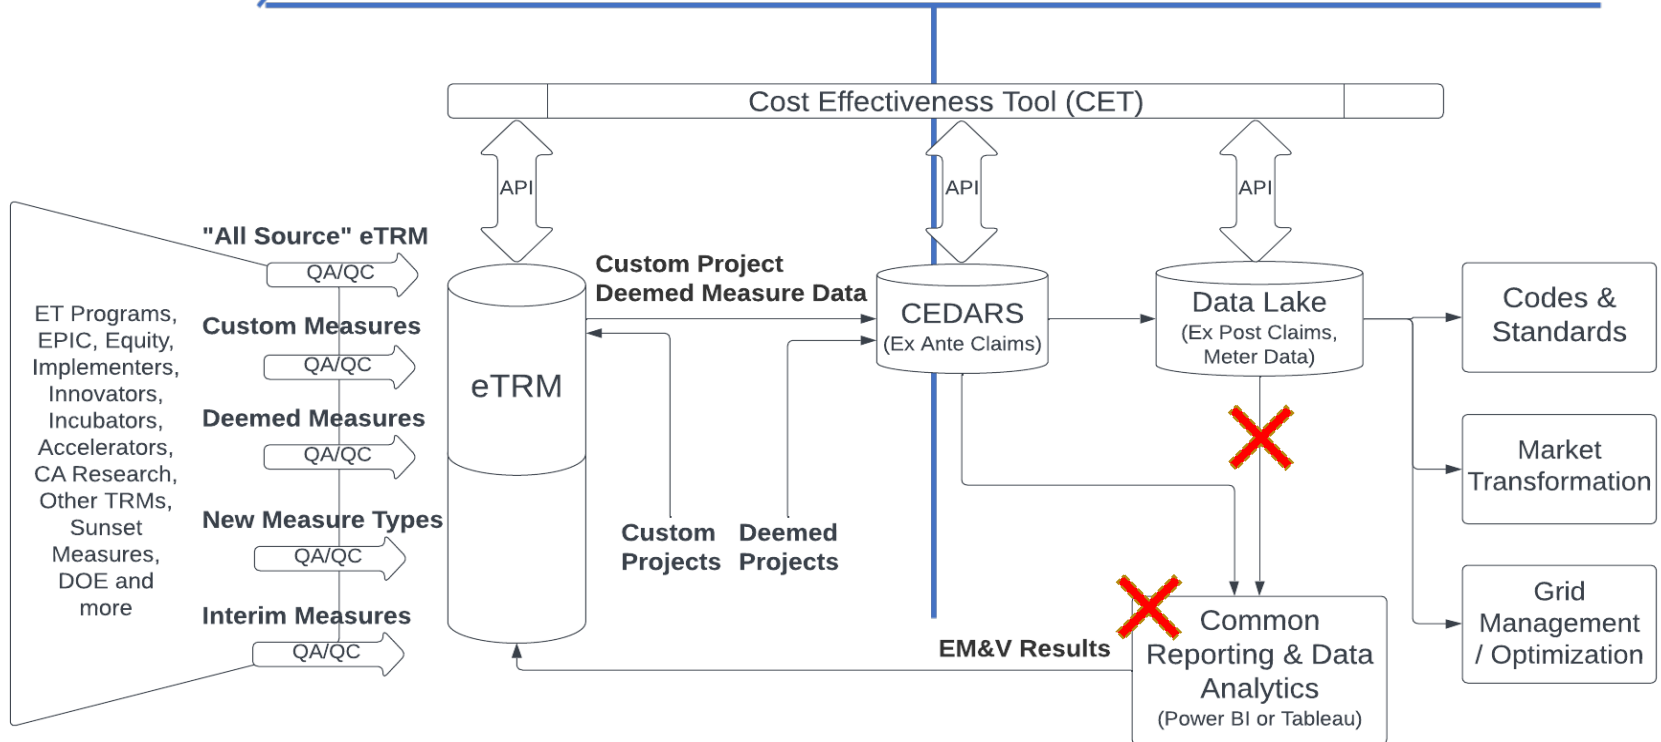 Cost Effectiveness Tool (CET)
API
API
API
"All Source" eTRM
QA/QC
Custom Measures
QA/QC
Deemed Measures
QA/QC
New Measure Types
QA/QC
Interim Measures
QA/QC
ET Programs,
EPIC, Equity,
Implementers,
Innovators,
Incubators,
Accelerators,
CA Research,
Other TRMs,
Sunset
Measures,
DOE and
more
eTRM
Custom Project
Deemed Measure Data
Custom
Projects
Deemed
Projects
CEDARS
(Ex Ante Claims)
Data Lake
(Ex Post Claims,
Meter Data)
Codes &
Standards
Market
Transformation
Grid
Management
/ Optimization
EM&V Results
Common
Reporting & Data
Analytics
(Power BI or Tableau)